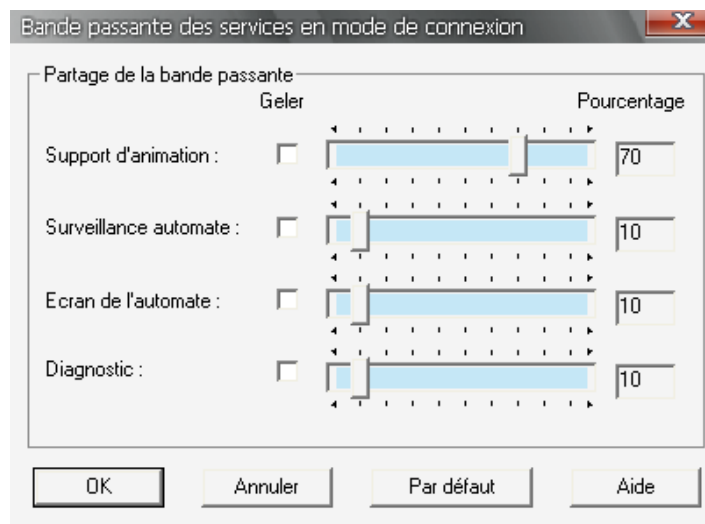 Bande passante des services en mode de connexion
Partage de la bande passante
Geler Pourcentage
Support d'animation : 70
Surveillance automate : 10
Ecran de l'automate : 10
Diagnostic : 10
OK Annuler Par défaut Aide